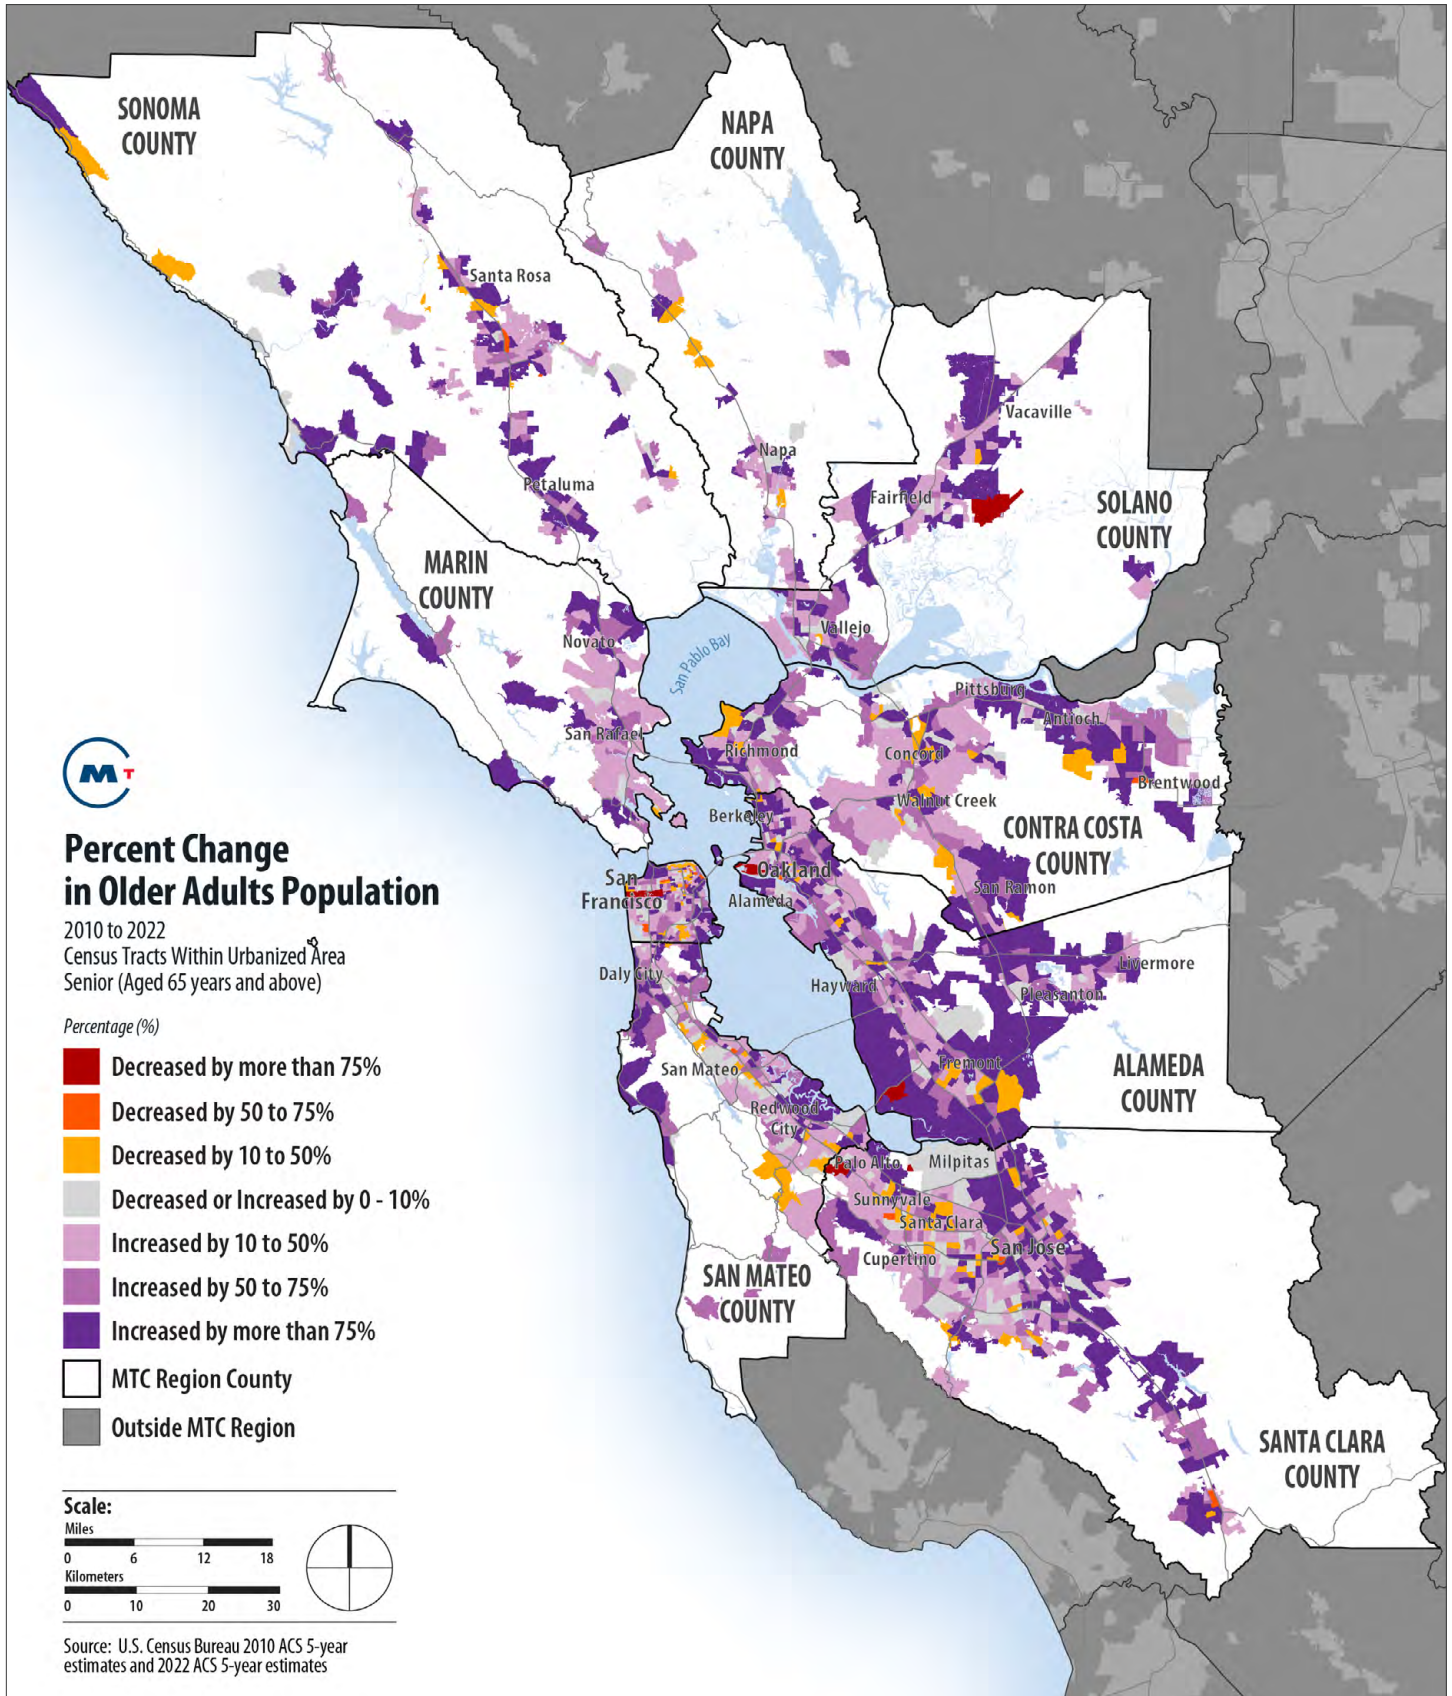 SONOMA
COUNTY
NAPA
COUNTY
Santa Rosa
Vacaville
Napa
Petaluma
Fairfield
SOLANO
COUNTY
MARIN
COUNTY
Novato
Vallejo
San Pablo Bay
Pittsburg
Antioch
San Rafael
Richmond
Concord
Brentwood
Walnut Creek
Berkeley
CONTRA COSTA
COUNTY
San
Francisco
Oakland
Alameda
San Ramon
Daly City
Hayward
Livermore
Pleasanton
San Mateo
Fremont
ALAMEDA
COUNTY
Redwood
City
Palo Alto
Milpitas
Sunnyvale
Santa Clara
Cupertino
San Jose
SAN MATEO
COUNTY
SANTA CLARA
COUNTY
M T
Percent Change
in Older Adults Population
2010 to 2022
Census Tracts Within Urbanized Area
Senior (Aged 65 years and above)
Percentage (%)
Decreased by more than 75%
Decreased by 50 to 75%
Decreased by 10 to 50%
Decreased or Increased by 0 - 10%
Increased by 10 to 50%
Increased by 50 to 75%
Increased by more than 75%
MTC Region County
Outside MTC Region
Scale:
Miles
0 6 12 18
Kilometers
0 10 20 30
Source: U.S. Census Bureau 2010 ACS 5-year
estimates and 2022 ACS 5-year estimates